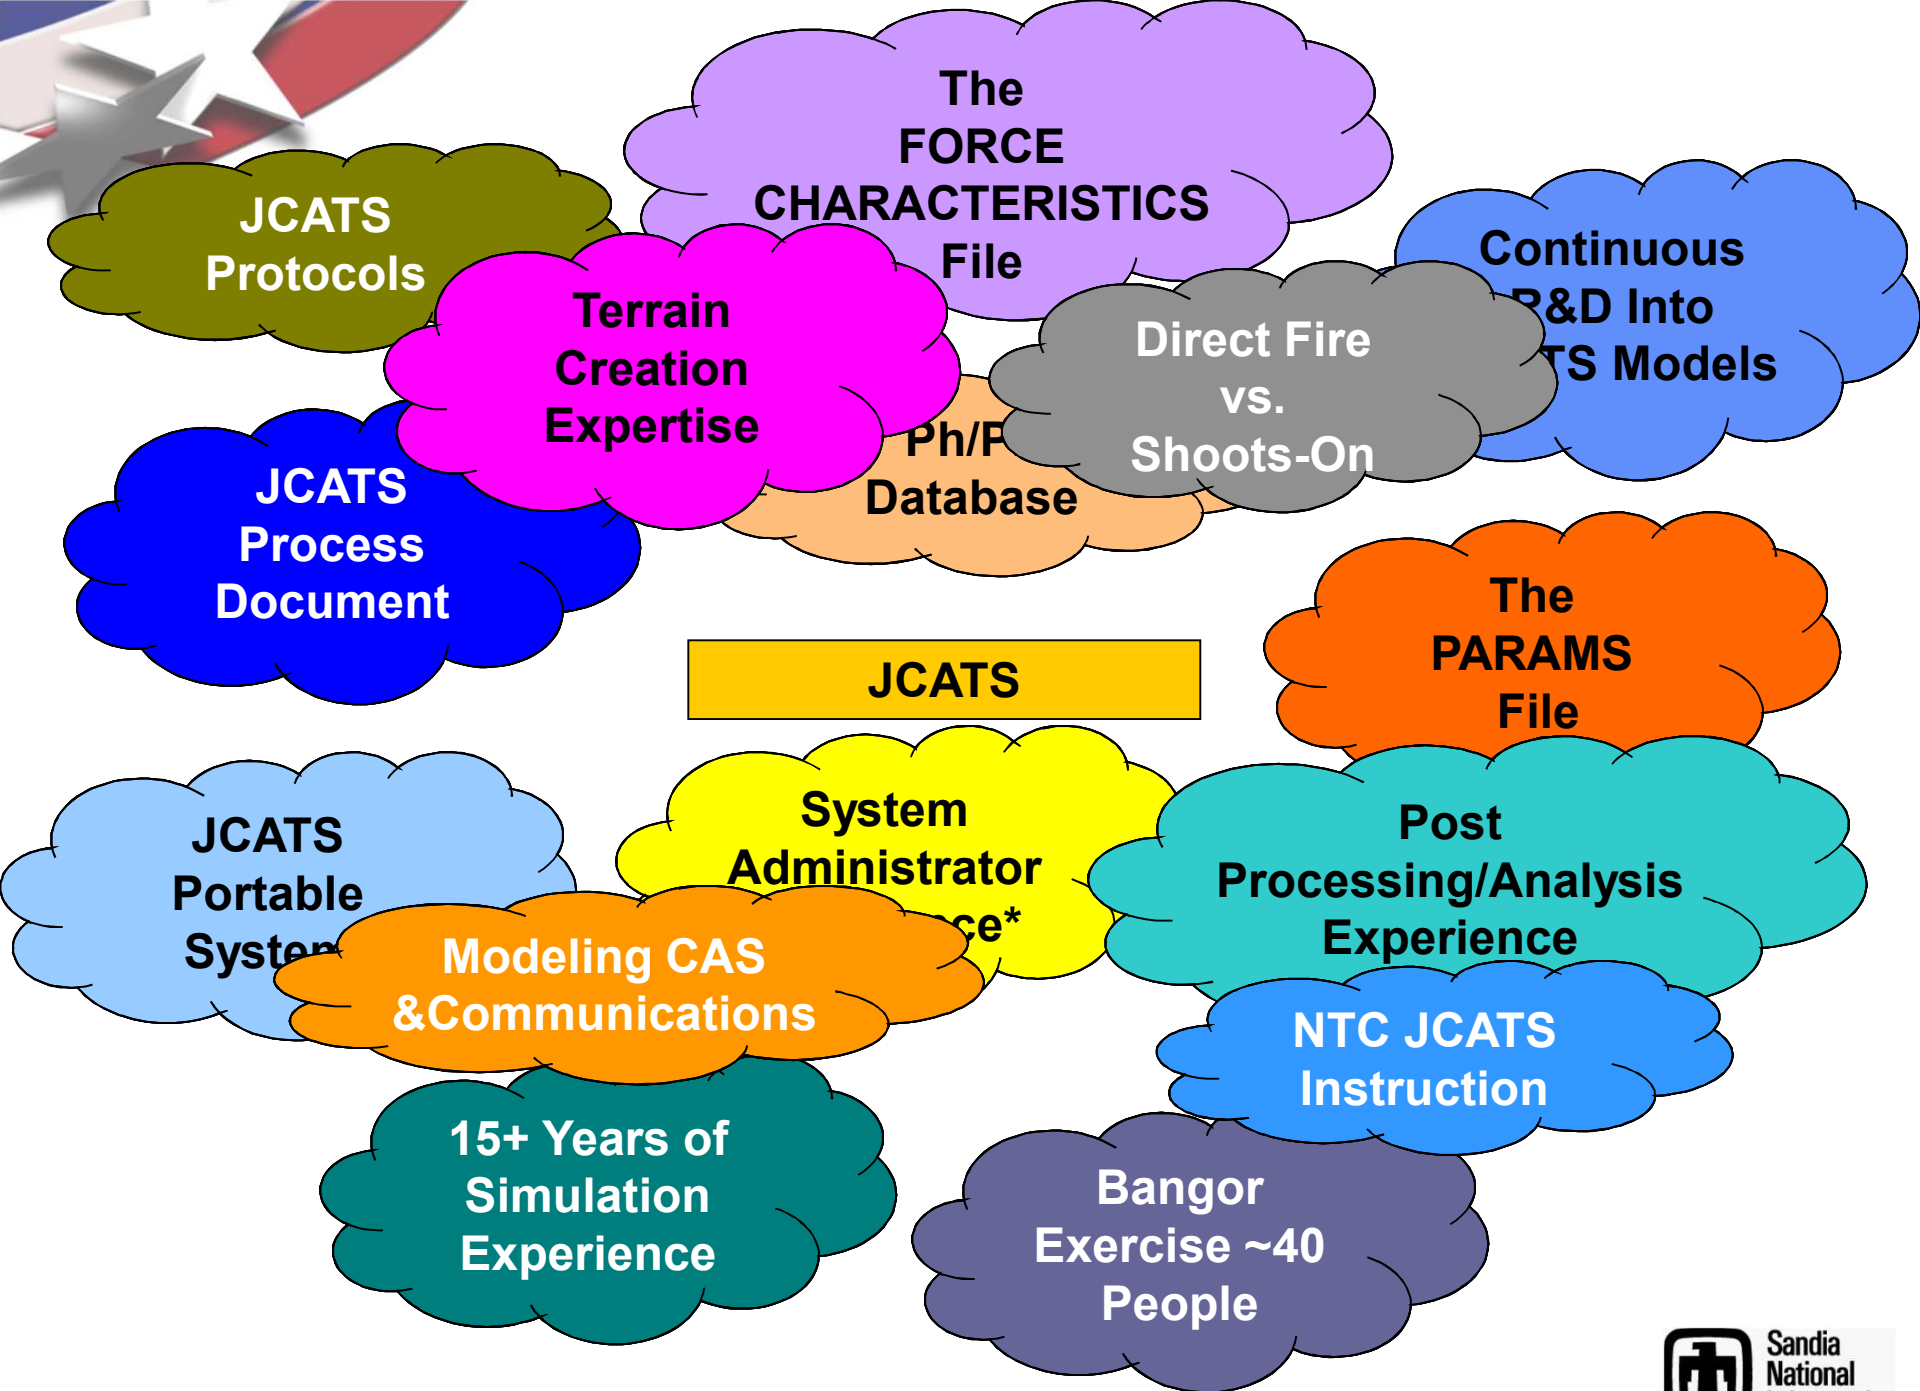 The
FORCE
CHARACTERISTICS
File
JCATS
Protocols
Continuous
R&D Into
Models
Terrain
Creation
Expertise
Direct Fire
vs.
Shoots-On
Database
JCATS
Process
Document
The
PARAMS
File
JCATS
System
Administrator
Post
Processing/Analysis
Experience
JCATS
Portable
System
Modeling CAS
&Communications
NTC JCATS
Instruction
15+ Years of
Simulation
Experience
Bangor
Exercise ~40
People
Sandia
National